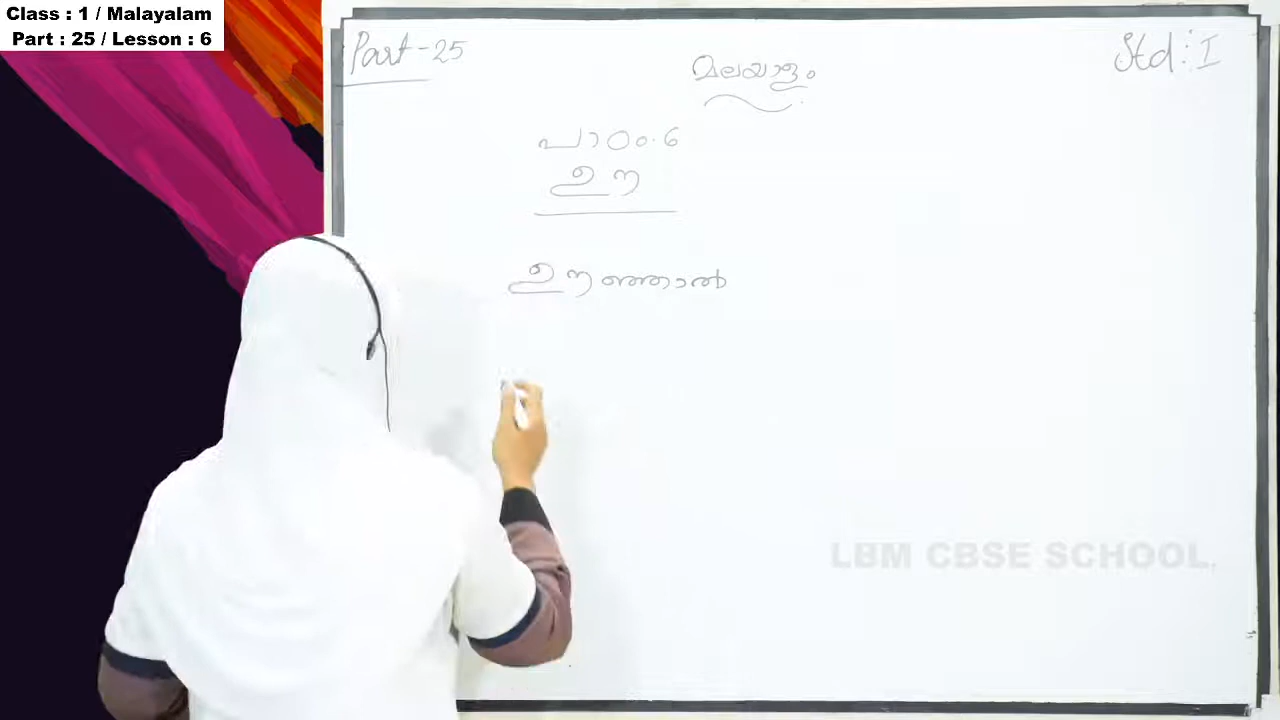 Class : 1 / Malayalam
Part : 25 / Lesson : 6
Part-25
മലയാളം
Std : I
പാഠം.6
ഊ
ഊഞ്ഞാൽ
LBM CBSE SCHOOL.